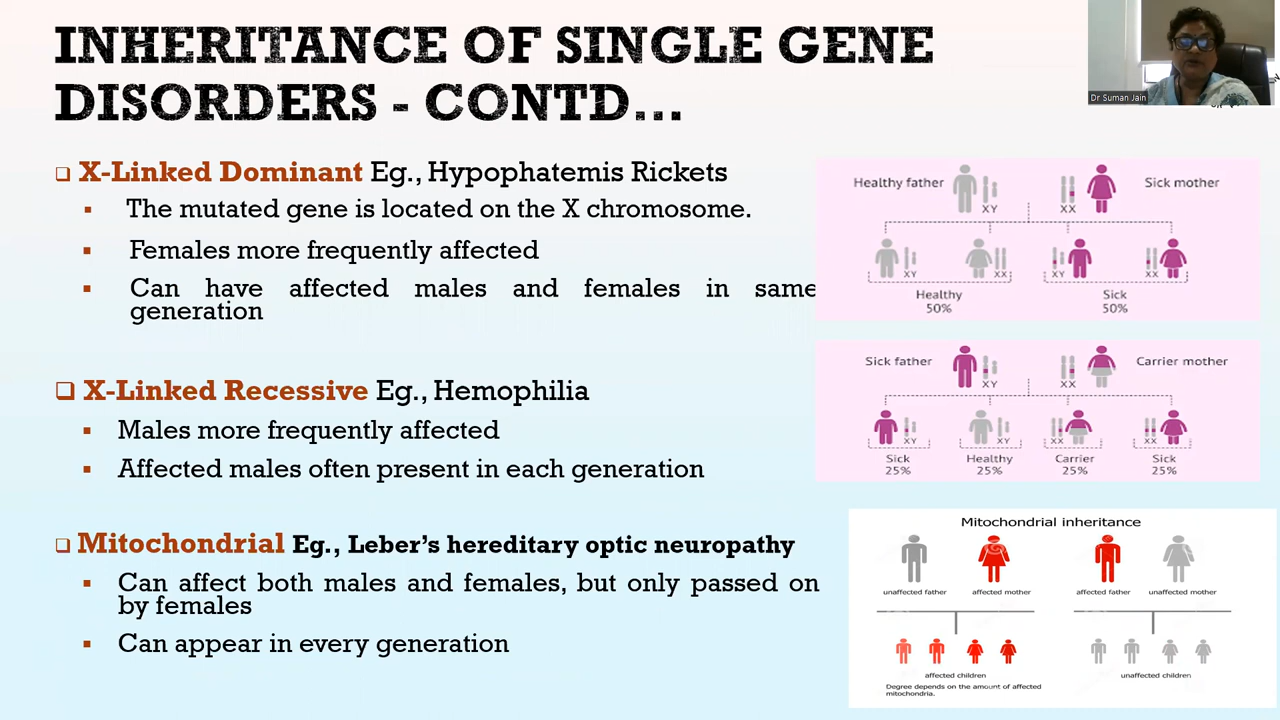 INHERITANCE OF SINGLE GENE
DISORDERS - CONTD...
Dr Suman Jain
X-Linked Dominant Eg., Hypophatemis Rickets
The mutated gene is located on the X chromosome.
Females more frequently affected
Can have affected males and females in same
generation
Healthy father
XY
XX
Sick mother
XY
XX
XY
XX
Healthy
50%
Sick
50%
X-Linked Recessive Eg., Hemophilia
Males more frequently affected
Affected males often present in each generation
Sick father
XY
XX
Carrier mother
XY
XY
XX
XX
Sick
25%
Healthy
25%
Carrier
25%
Sick
25%
Mitochondrial Eg., Leber's hereditary optic neuropathy
Can affect both males and females, but only passed on
by females
Can appear in every generation
Mitochondrial inheritance
unaffected father
affected mother
affected father
unaffected mother
affected children
Degree depends on the amount of affected
mitochondria.
unaffected children